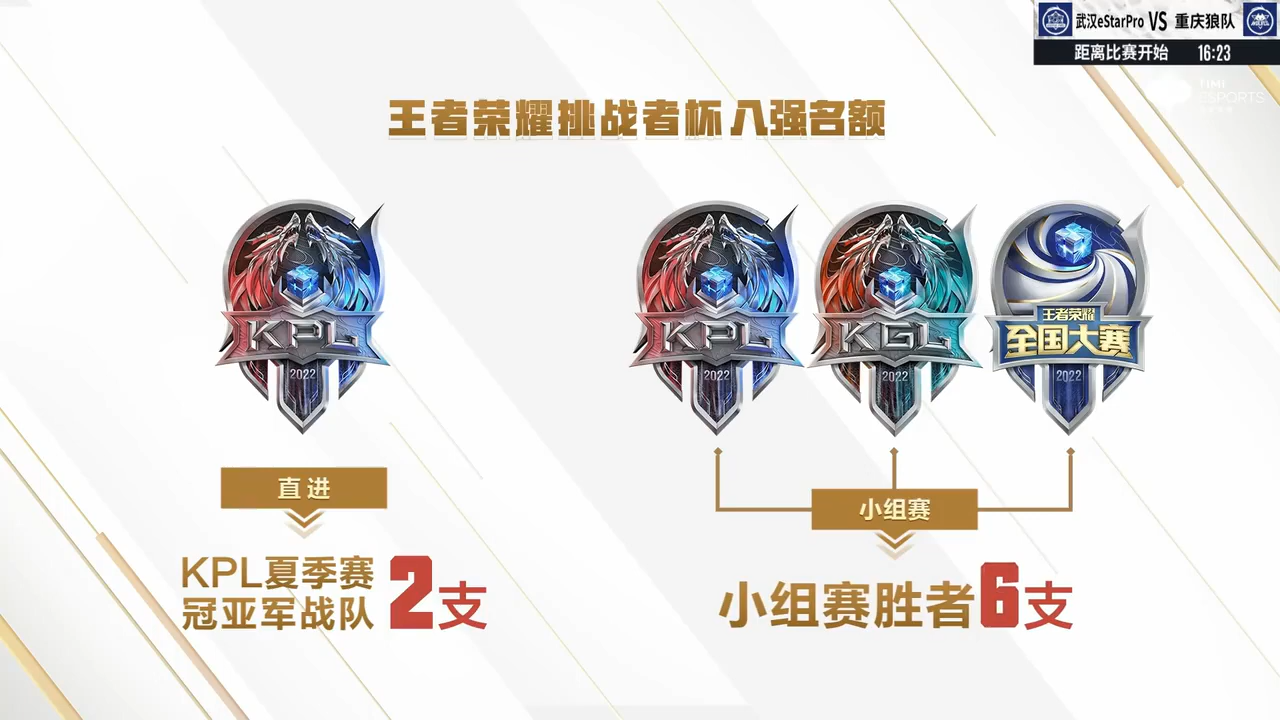 武汉eStarPro VS 重庆狼队
距离比赛开始 16:23
TIMI
ESPORTS
王者荣耀挑战者杯 八强名额
KPL
2022
KPL
2022
KGL
2022
王者荣耀
全国大赛
2022
直进
小组赛
KPL夏季赛
冠亚军战队 2支
小组赛胜者6支